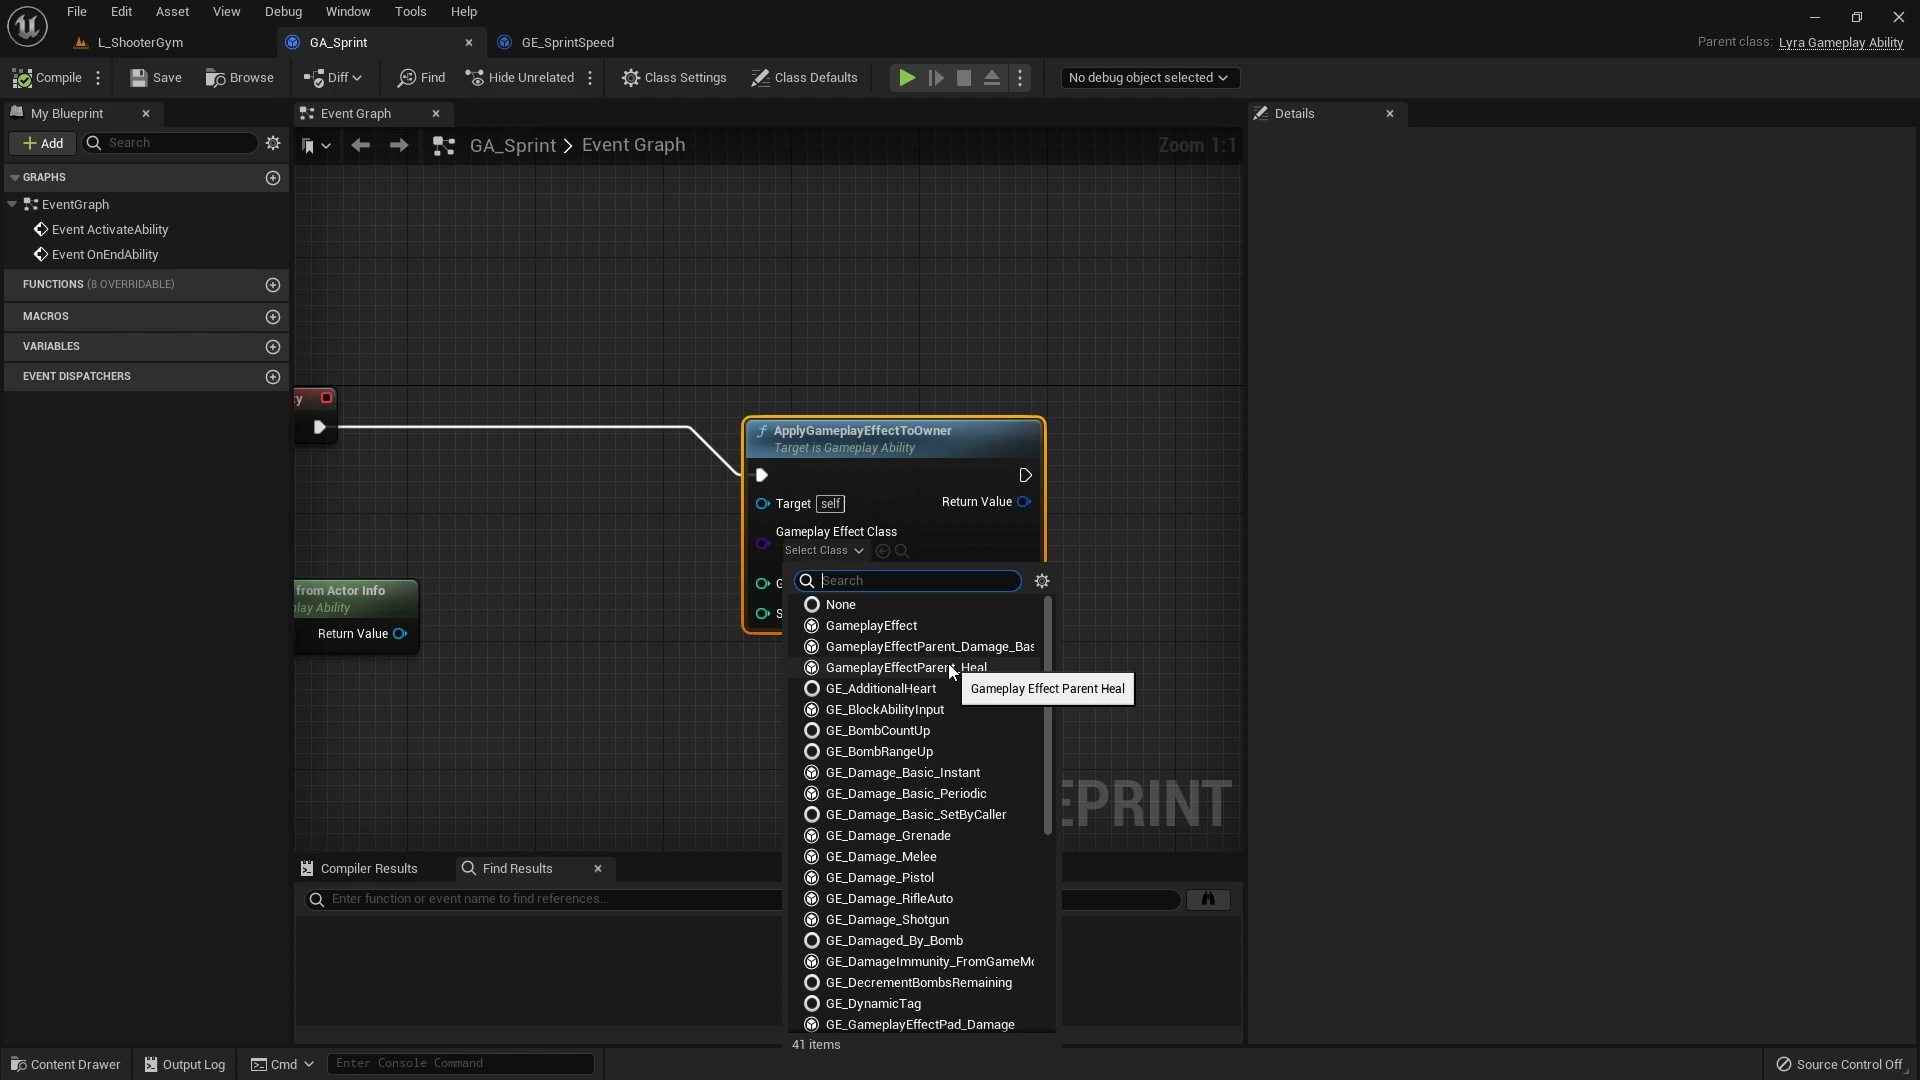 File Edit Asset View Debug Window Tools Help
L_ShooterGym GA_Sprint GE_SprintSpeed Parent class: Lyra Gameplay Ability
Compile Save Browse Diff Find Hide Unrelated Class Settings Class Defaults No debug object selected
My Blueprint Event Graph Details
Add Search GA_Sprint Event Graph Zoom 1:1
GRAPHS
EventGraph
Event ActivateAbility
Event OnEndAbility
FUNCTIONS (8 OVERRIDABLE)
MACROS
VARIABLES
EVENT DISPATCHERS
ty
ApplyGameplayEffectToOwner
Target is Gameplay Ability
Target self Return Value
Gameplay Effect Class
Select Class
G
S
from Actor Info
lay Ability
Return Value
Search
None
GameplayEffect
GameplayEffectParent_Damage_Bas
GameplayEffectParent_Heal
Gameplay Effect Parent Heal
GE_AdditionalHeart
GE_BlockAbilityInput
GE_BombCountUp
GE_BombRangeUp
GE_Damage_Basic_Instant
GE_Damage_Basic_Periodic
GE_Damage_Basic_SetByCaller
GE_Damage_Grenade
GE_Damage_Melee
GE_Damage_Pistol
GE_Damage_RifleAuto
GE_Damage_Shotgun
GE_Damaged_By_Bomb
GE_DamageImmunity_FromGameMo
GE_DecrementBombsRemaining
GE_DynamicTag
GE_GameplayEffectPad_Damage
41 items
EPRINT
Compiler Results Find Results
Enter function or event name to find references...
Content Drawer Output Log Cmd Enter Console Command Source Control Off